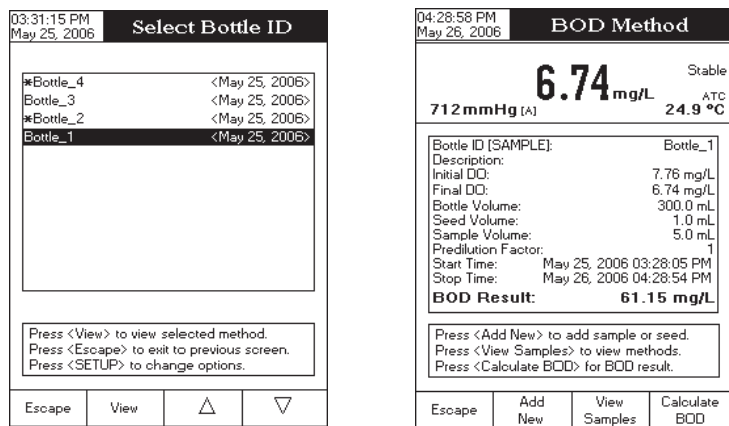 03:31:15 PM
May 25, 2006
Select Bottle ID
*Bottle_4 <May 25, 2006>
Bottle_3 <May 25, 2006>
*Bottle_2 <May 25, 2006>
Bottle_1 <May 25, 2006>
Press <View> to view selected method.
Press <Escape> to exit to previous screen.
Press <SETUP> to change options.
Escape View △ ▽
04:28:58 PM
May 26, 2006
BOD Method
6.74 mg/L
Stable
712mmHg [A]
ATC
24.9 ºC
Bottle ID [SAMPLE]: Bottle_1
Description:
Initial DO: 7.76 mg/L
Final DO: 6.74 mg/L
Bottle Volume: 300.0 mL
Seed Volume: 1.0 mL
Sample Volume: 5.0 mL
Predilution Factor: 1
Start Time: May 25, 2006 03:28:05 PM
Stop Time: May 26, 2006 04:28:54 PM
BOD Result: 61.15 mg/L
Press <Add New> to add sample or seed.
Press <View Samples> to view methods.
Press <Calculate BOD> for BOD result.
Escape
Add New
View Samples
Calculate BOD